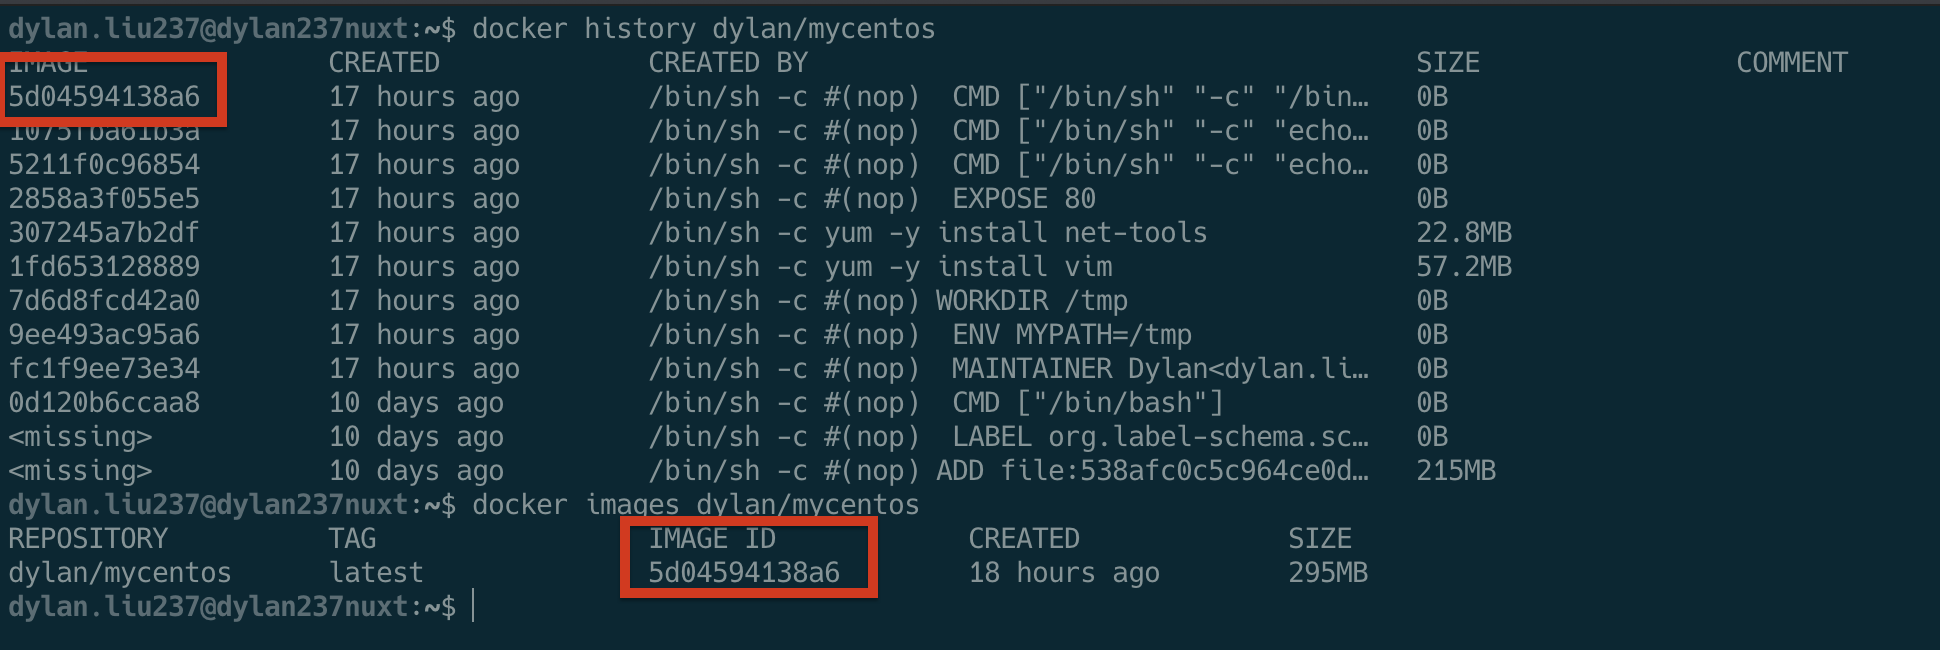 dylan.liu237@dylan237nuxt:~$ docker history dylan/mycentos
IMAGE CREATED CREATED BY SIZE COMMENT
5d04594138a6 17 hours ago /bin/sh -c #(nop)  CMD ["/bin/sh" "-c" "/bin… 0B
1075fba61b3a 17 hours ago /bin/sh -c #(nop)  CMD ["/bin/sh" "-c" "echo… 0B
5211f0c96854 17 hours ago /bin/sh -c #(nop)  CMD ["/bin/sh" "-c" "echo… 0B
2858a3f055e5 17 hours ago /bin/sh -c #(nop)  EXPOSE 80 0B
307245a7b2df 17 hours ago /bin/sh -c yum -y install net-tools 22.8MB
1fd653128889 17 hours ago /bin/sh -c yum -y install vim 57.2MB
7d6d8fcd42a0 17 hours ago /bin/sh -c #(nop) WORKDIR /tmp 0B
9ee493ac95a6 17 hours ago /bin/sh -c #(nop)  ENV MYPATH=/tmp 0B
fc1f9ee73e34 17 hours ago /bin/sh -c #(nop)  MAINTAINER Dylan<dylan.li… 0B
0d120b6ccaa8 10 days ago /bin/sh -c #(nop)  CMD ["/bin/bash"] 0B
<missing> 10 days ago /bin/sh -c #(nop)  LABEL org.label-schema.sc… 0B
<missing> 10 days ago /bin/sh -c #(nop) ADD file:538afc0c5c964ce0d… 215MB
dylan.liu237@dylan237nuxt:~$ docker images dylan/mycentos
REPOSITORY TAG IMAGE ID CREATED SIZE
dylan/mycentos latest 5d04594138a6 18 hours ago 295MB
dylan.liu237@dylan237nuxt:~$